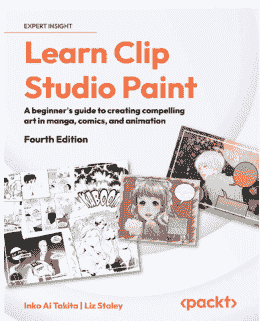 EXPERT INSIGHT
Learn Clip
Studio Paint
A beginner's guide to creating compelling
art in manga, comics, and animation
Fourth Edition
KABOOM!
Inko Ai Takita | Liz Staley
<packt>